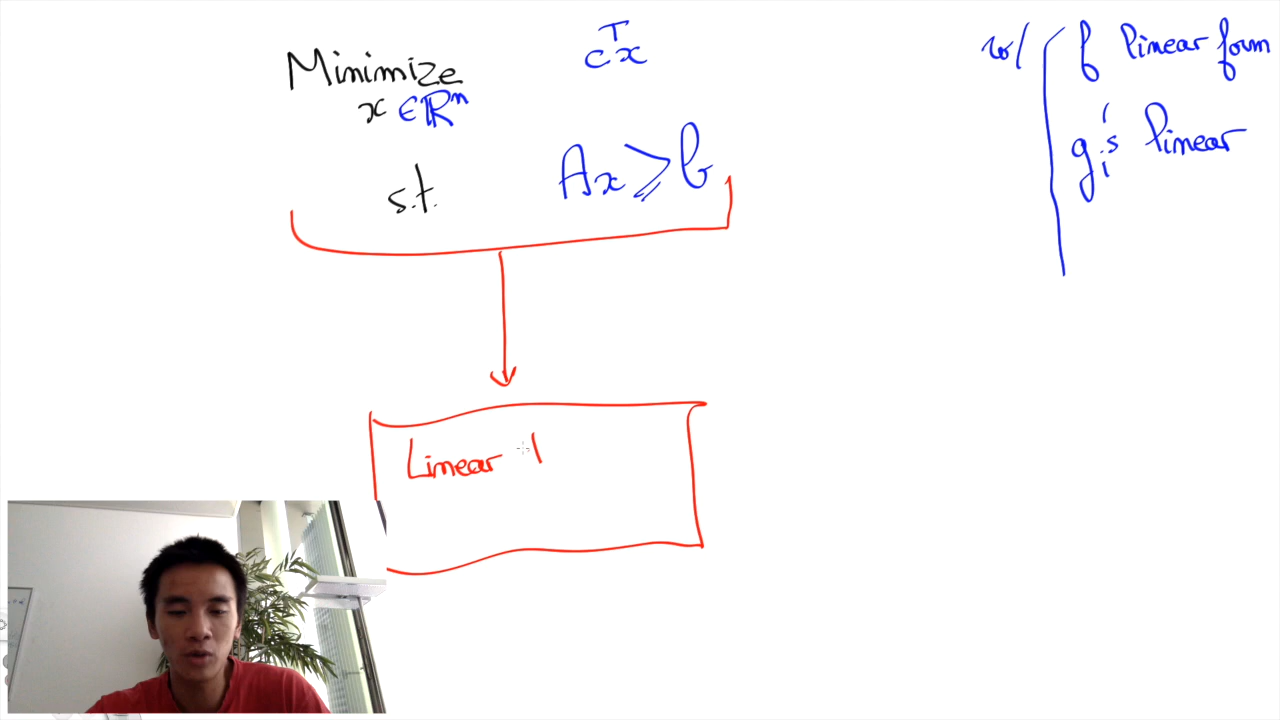 Minimize cᵀx
x ∈ ℝⁿ
s.t. Ax ≥ b
w/ f linear form
gᵢ's linear
Linear